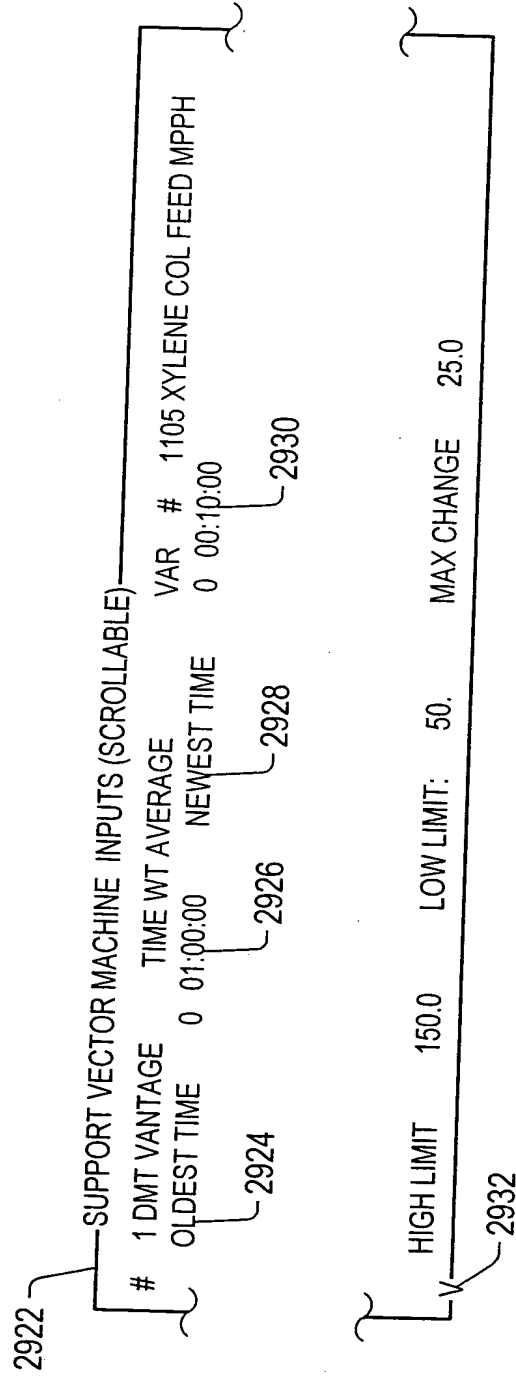 2922
SUPPORT VECTOR MACHINE INPUTS (SCROLLABLE)
# 1 DMT VANTAGE TIME WT AVERAGE VAR # 1105 XYLENE COL FEED MPPH
OLDEST TIME 0 01:00:00 NEWEST TIME 0 00:10:00
2924 2926 2928 2930
HIGH LIMIT 150.0 LOW LIMIT: 50. MAX CHANGE 25.0
V
2932